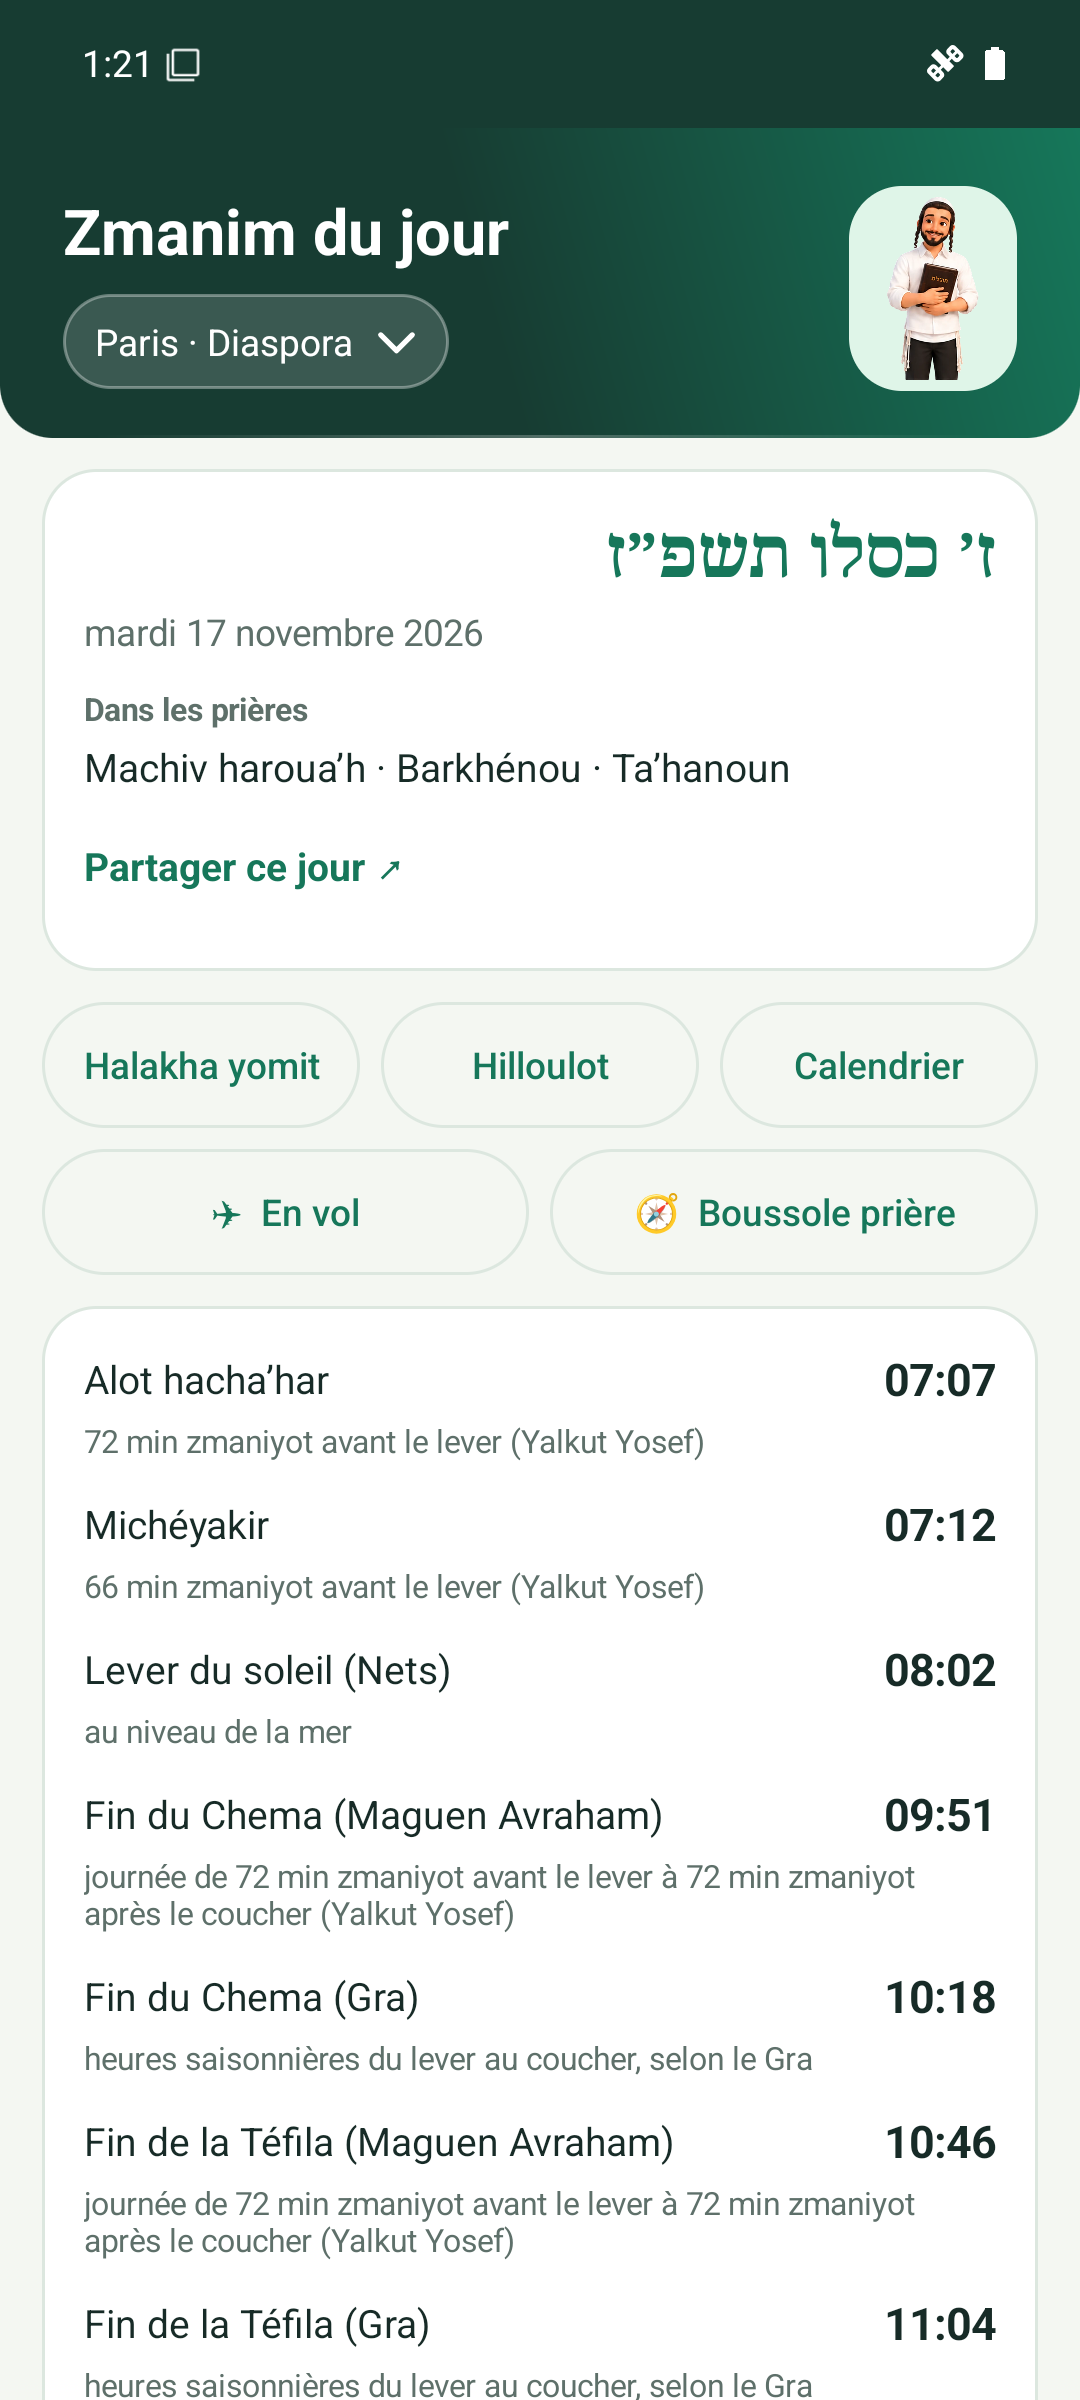 1:21
Zmanim du jour
Paris · Diaspora
ז׳ כסלו תשפ״ז
mardi 17 novembre 2026
Dans les prières
Machiv haroua’h · Barkhénou · Ta’hanoun
Partager ce jour ↗
Halakha yomit
Hilloulot
Calendrier
✈ En vol
🧭 Boussole prière
Alot hacha’har 07:07
72 min zmaniyot avant le lever (Yalkut Yosef)
Michéyakir 07:12
66 min zmaniyot avant le lever (Yalkut Yosef)
Lever du soleil (Nets) 08:02
au niveau de la mer
Fin du Chema (Maguen Avraham) 09:51
journée de 72 min zmaniyot avant le lever à 72 min zmaniyot
après le coucher (Yalkut Yosef)
Fin du Chema (Gra) 10:18
heures saisonnières du lever au coucher, selon le Gra
Fin de la Téfila (Maguen Avraham) 10:46
journée de 72 min zmaniyot avant le lever à 72 min zmaniyot
après le coucher (Yalkut Yosef)
Fin de la Téfila (Gra) 11:04
heures saisonnières du lever au coucher, selon le Gra